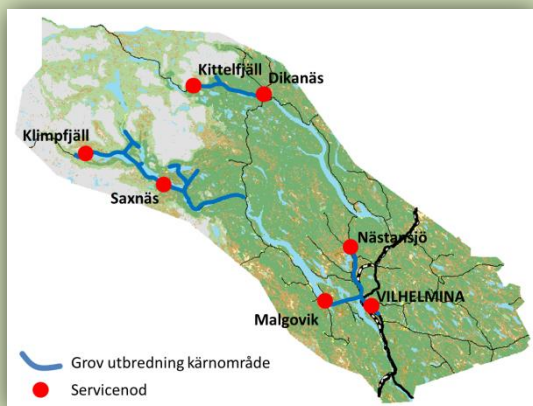 Kittelfjäll
Dikanäs
Klimpfjäll
Saxnäs
Nästansjö
VILHELMINA
Malgovik
Grov utbredning kärnområde
Servicenod